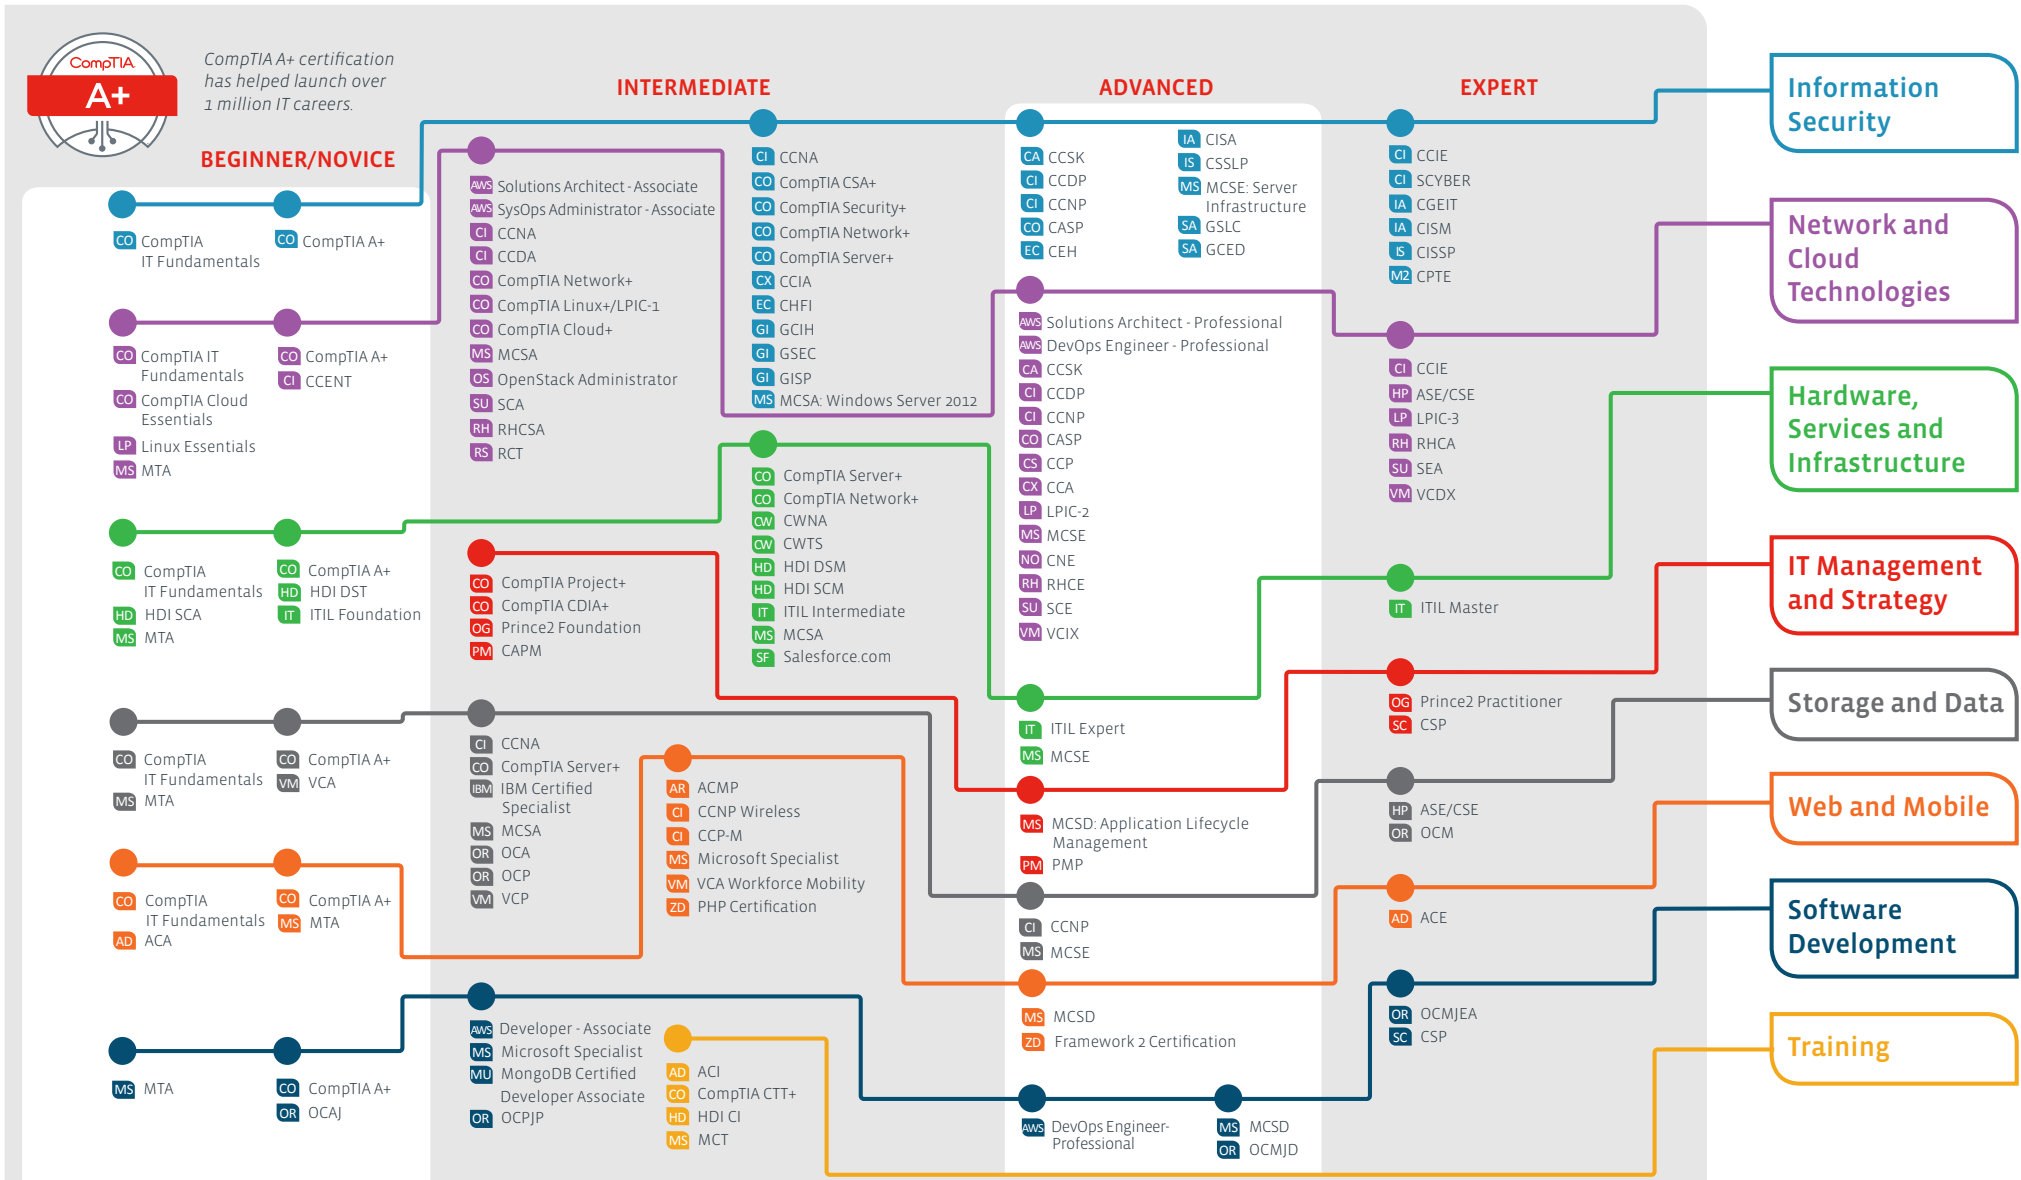 CompTIA
A+
CompTIA A+ certification
has helped launch over
1 million IT careers.
BEGINNER/NOVICE
INTERMEDIATE
ADVANCED
EXPERT
Information
Security
CO CompTIA
IT Fundamentals
CO CompTIA A+
CI CCNA
CO CompTIA CSA+
CO CompTIA Security+
CO CompTIA Network+
CO CompTIA Server+
CX CCIA
EC CHFI
GI GCIH
GI GSEC
GI GISP
MS MCSA: Windows Server 2012
CA CCSK
CI CCDP
CI CCNP
CO CASP
EC CEH
IA CISA
IS CSSLP
MS MCSE: Server
Infrastructure
SA GSLC
SA GCED
CI CCIE
CI SCYBER
IA CGEIT
IA CISM
IS CISSP
M2 CPTE
Network and
Cloud
Technologies
CO CompTIA IT
Fundamentals
CO CompTIA Cloud
Essentials
LP Linux Essentials
MS MTA
CO CompTIA A+
CI CCENT
AWS Solutions Architect - Associate
AWS SysOps Administrator - Associate
CI CCNA
CI CCDA
CO CompTIA Network+
CO CompTIA Linux+/LPIC-1
CO CompTIA Cloud+
MS MCSA
OS OpenStack Administrator
SU SCA
RH RHCSA
RS RCT
AWS Solutions Architect - Professional
AWS DevOps Engineer - Professional
CA CCSK
CI CCDP
CI CCNP
CO CASP
CS CCP
CX CCA
LP LPIC-2
MS MCSE
NO CNE
RH RHCE
SU SCE
VM VCIX
CI CCIE
HP ASE/CSE
LP LPIC-3
RH RHCA
SU SEA
VM VCDX
Hardware,
Services and
Infrastructure
CO CompTIA
IT Fundamentals
HD HDI SCA
MS MTA
CO CompTIA A+
HD HDI DST
IT ITIL Foundation
CO CompTIA Server+
CO CompTIA Network+
CW CWNA
CW CWTS
HD HDI DSM
HD HDI SCM
IT ITIL Intermediate
MS MCSA
SF Salesforce.com
IT ITIL Expert
MS MCSE
IT ITIL Master
IT Management
and Strategy
CO CompTIA Project+
CO CompTIA CDIA+
OG Prince2 Foundation
PM CAPM
MS MCSD: Application Lifecycle
Management
PM PMP
OG Prince2 Practitioner
SC CSP
Storage and Data
CO CompTIA
IT Fundamentals
MS MTA
CO CompTIA A+
VM VCA
CI CCNA
CO CompTIA Server+
IBM IBM Certified
Specialist
MS MCSA
OR OCA
OR OCP
VM VCP
CI CCNP
MS MCSE
HP ASE/CSE
OR OCM
Web and Mobile
CO CompTIA
IT Fundamentals
AD ACA
CO CompTIA A+
MS MTA
AR ACMP
CI CCNP Wireless
CI CCP-M
MS Microsoft Specialist
VM VCA Workforce Mobility
ZD PHP Certification
MS MCSD
ZD Framework 2 Certification
AD ACE
Software
Development
MS MTA
CO CompTIA A+
OR OCAJ
AWS Developer - Associate
MS Microsoft Specialist
MU MongoDB Certified
Developer Associate
OR OCPJP
AWS DevOps Engineer-
Professional
MS MCSD
OR OCMJD
OR OCMJEA
SC CSP
Training
AD ACI
CO CompTIA CTT+
HD HDI CI
MS MCT